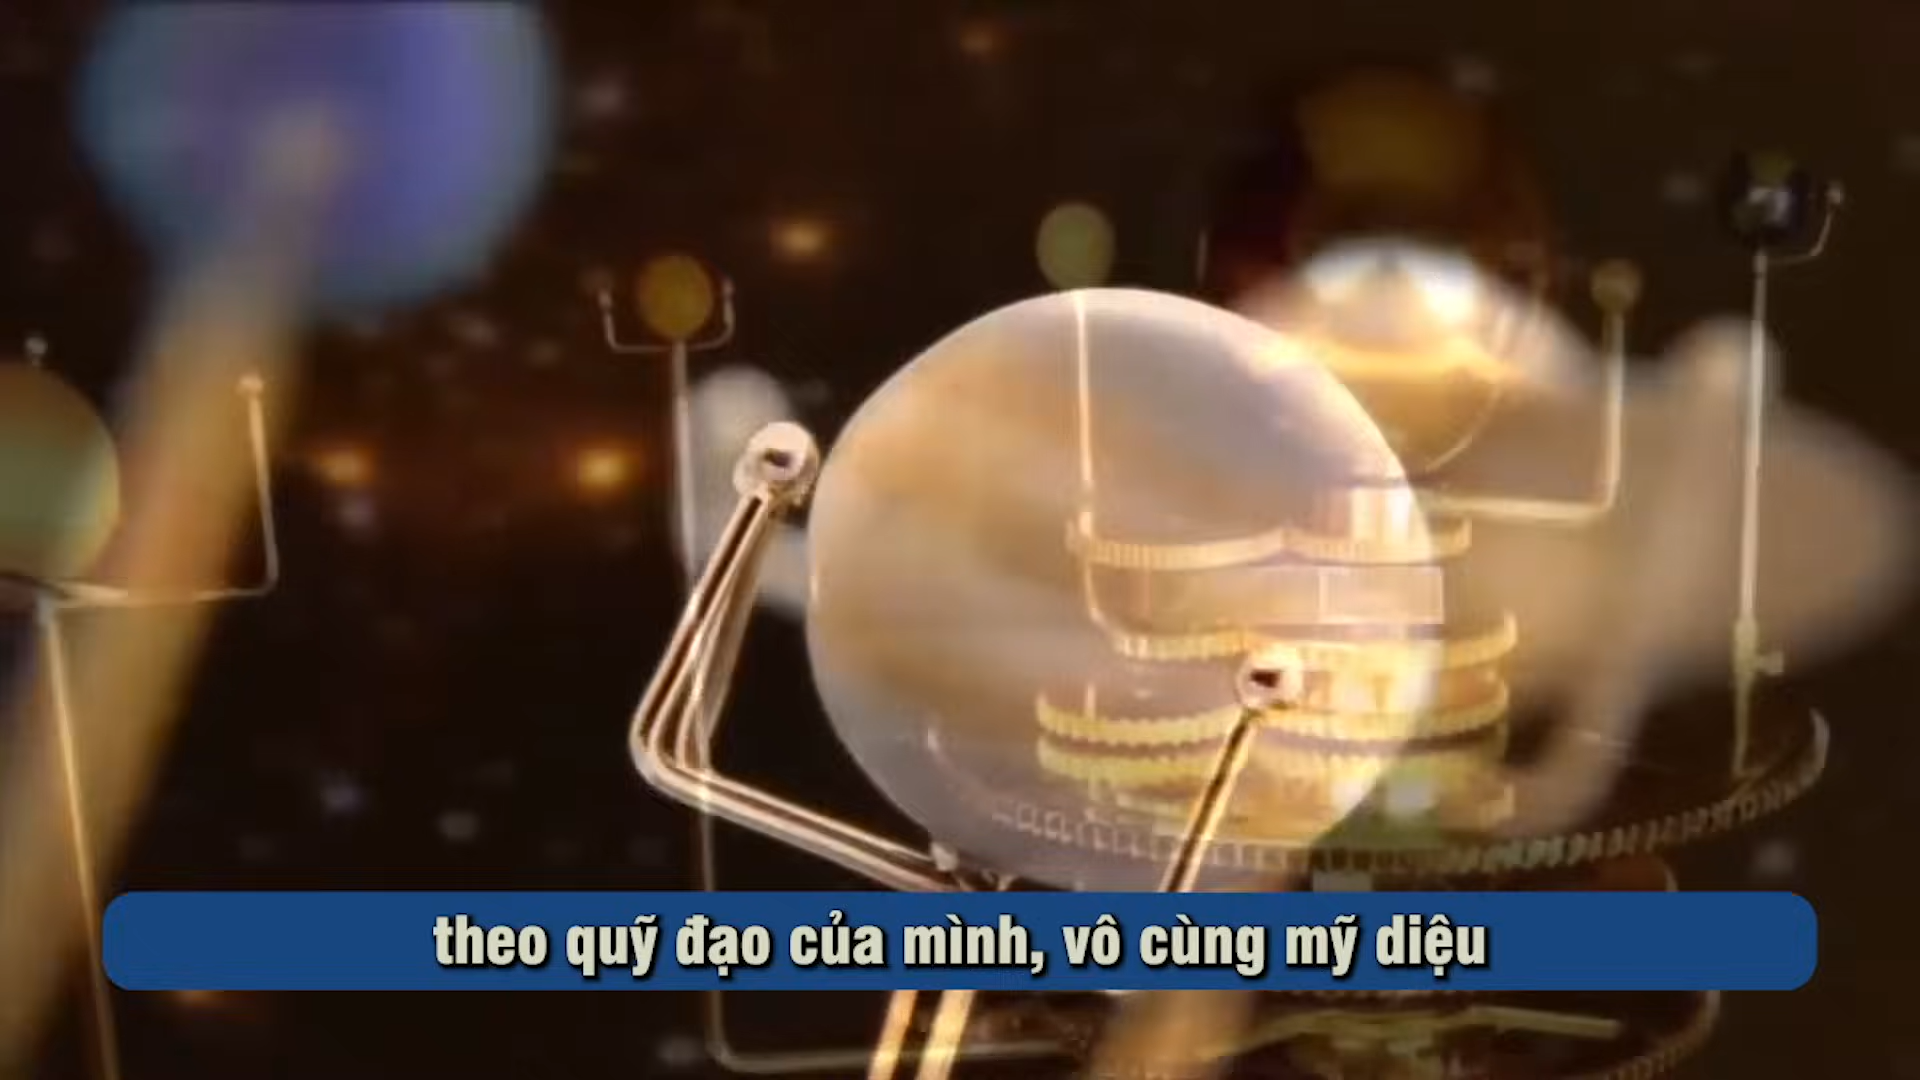 theo quỹ đạo của mình, vô cùng mỹ diệu